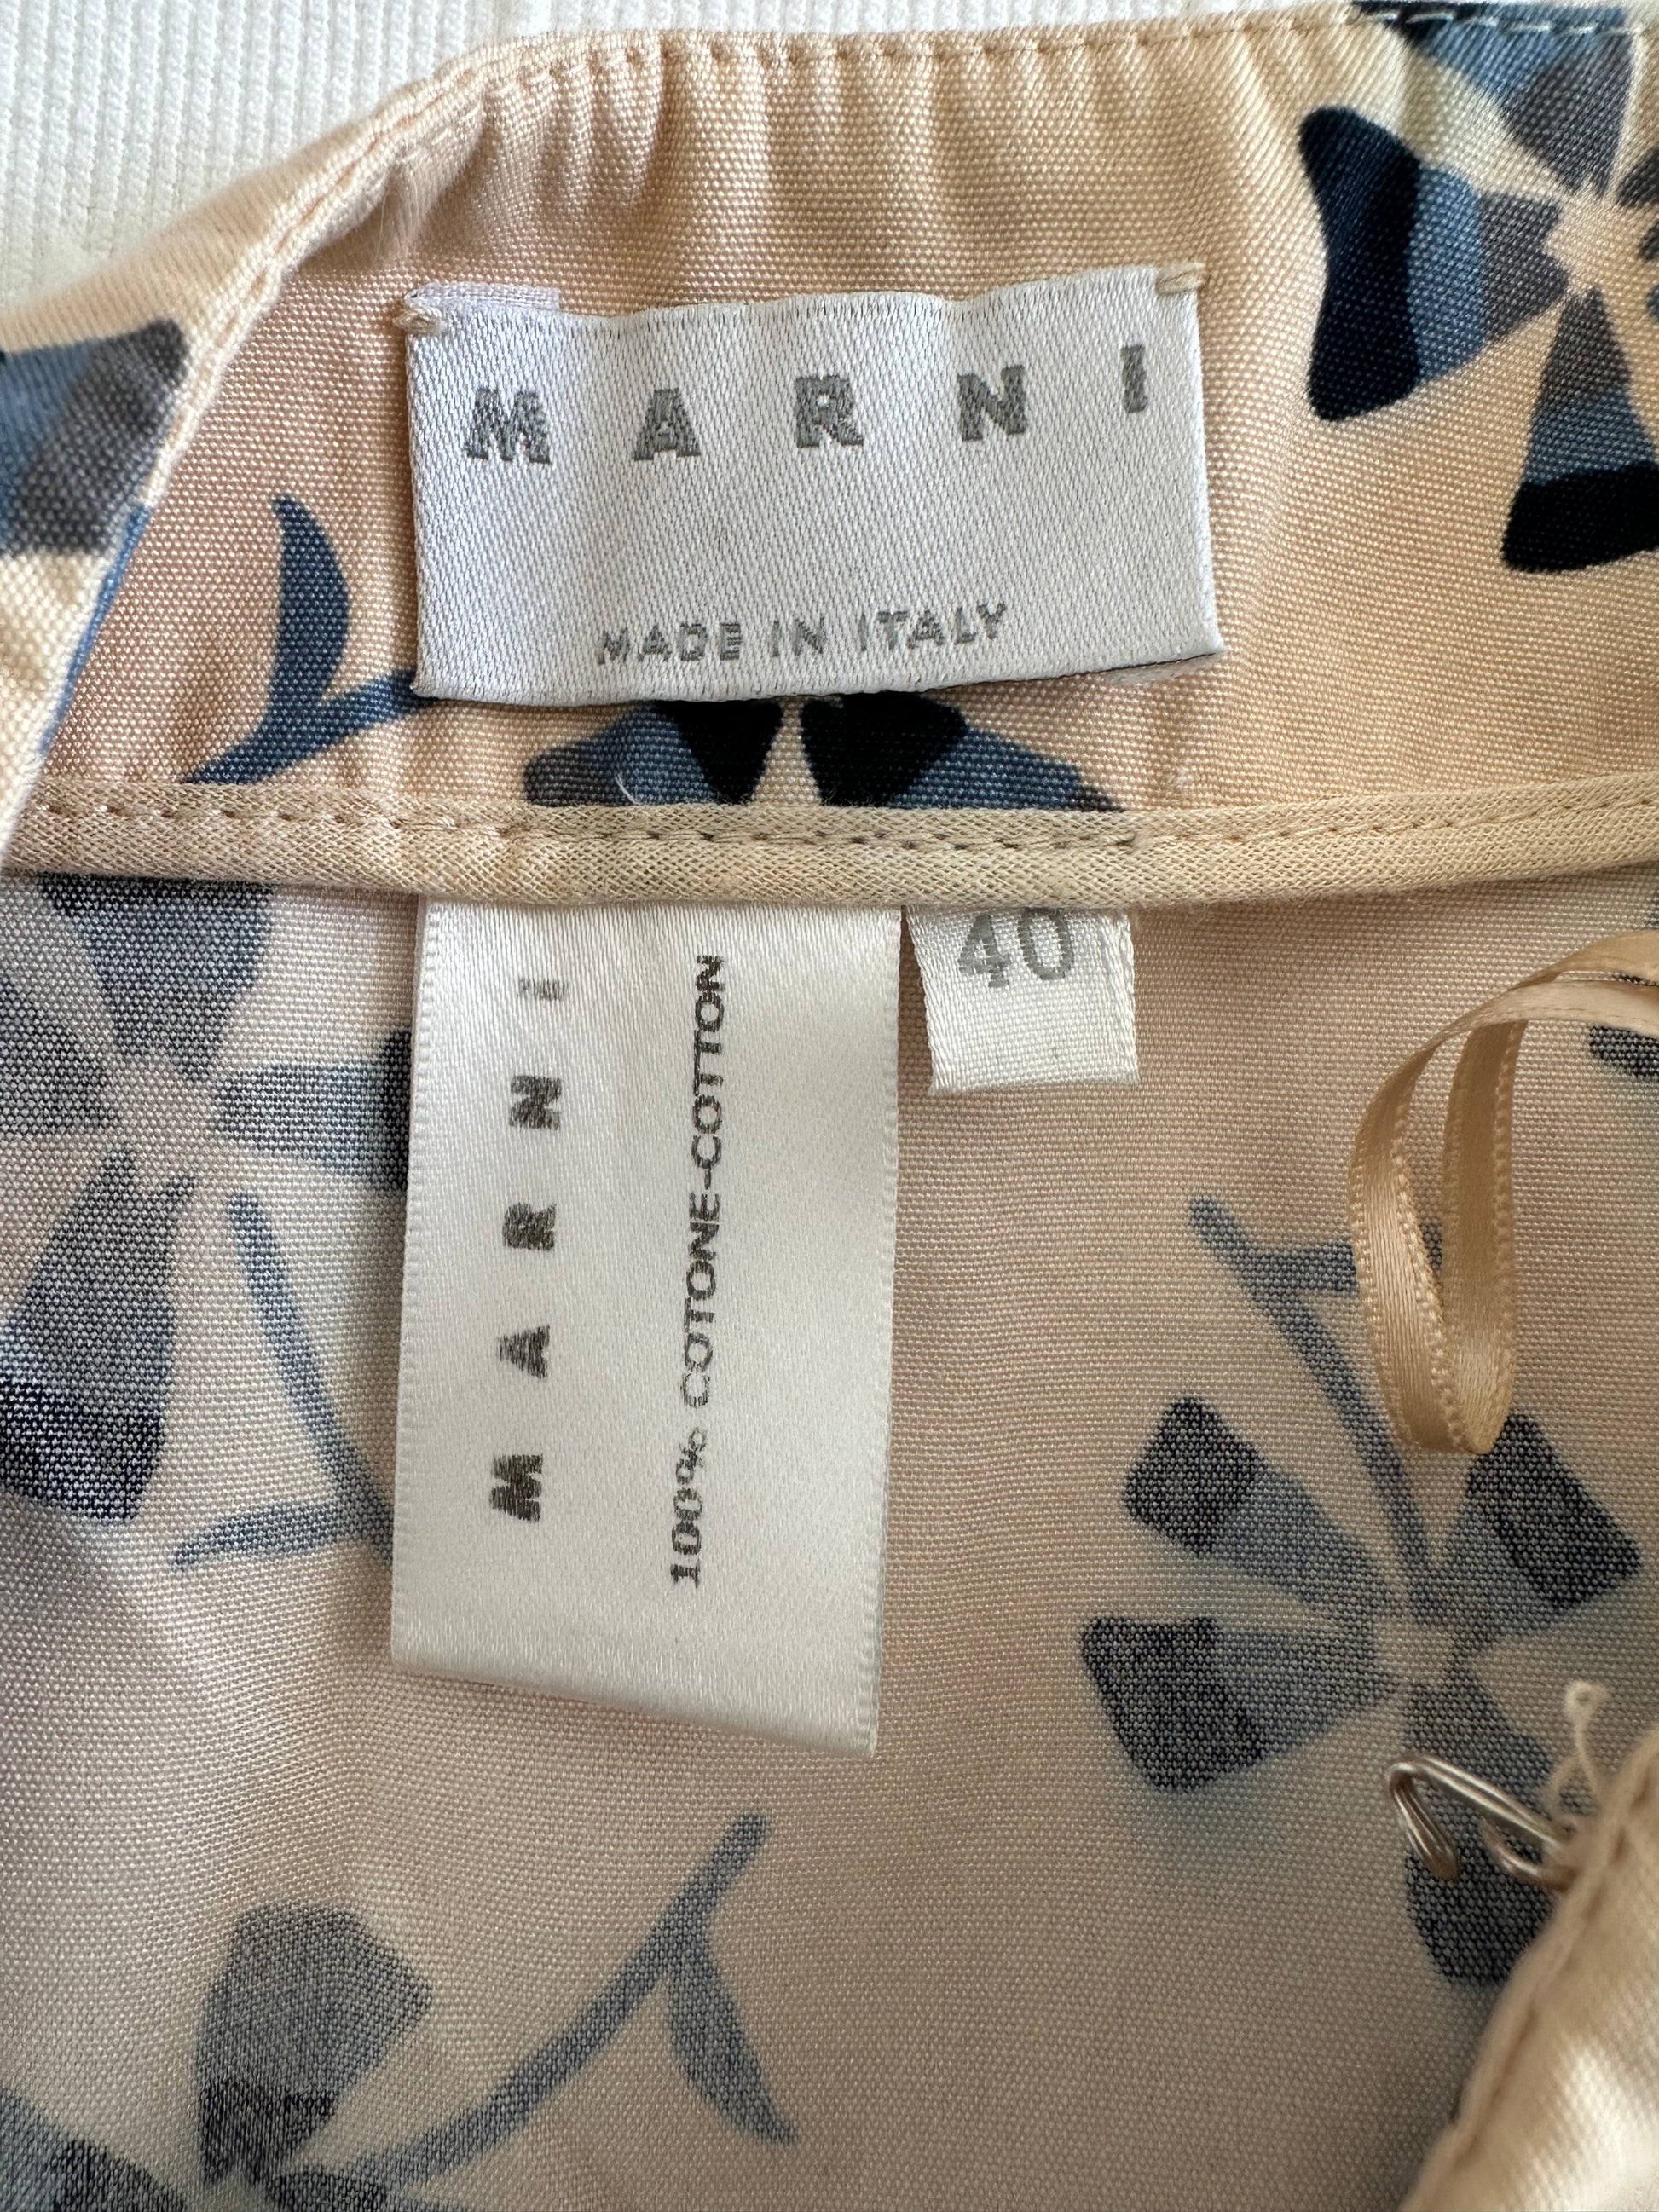 MARNI
MADE IN ITALY
40
MARNI
100% COTONE-COTTON